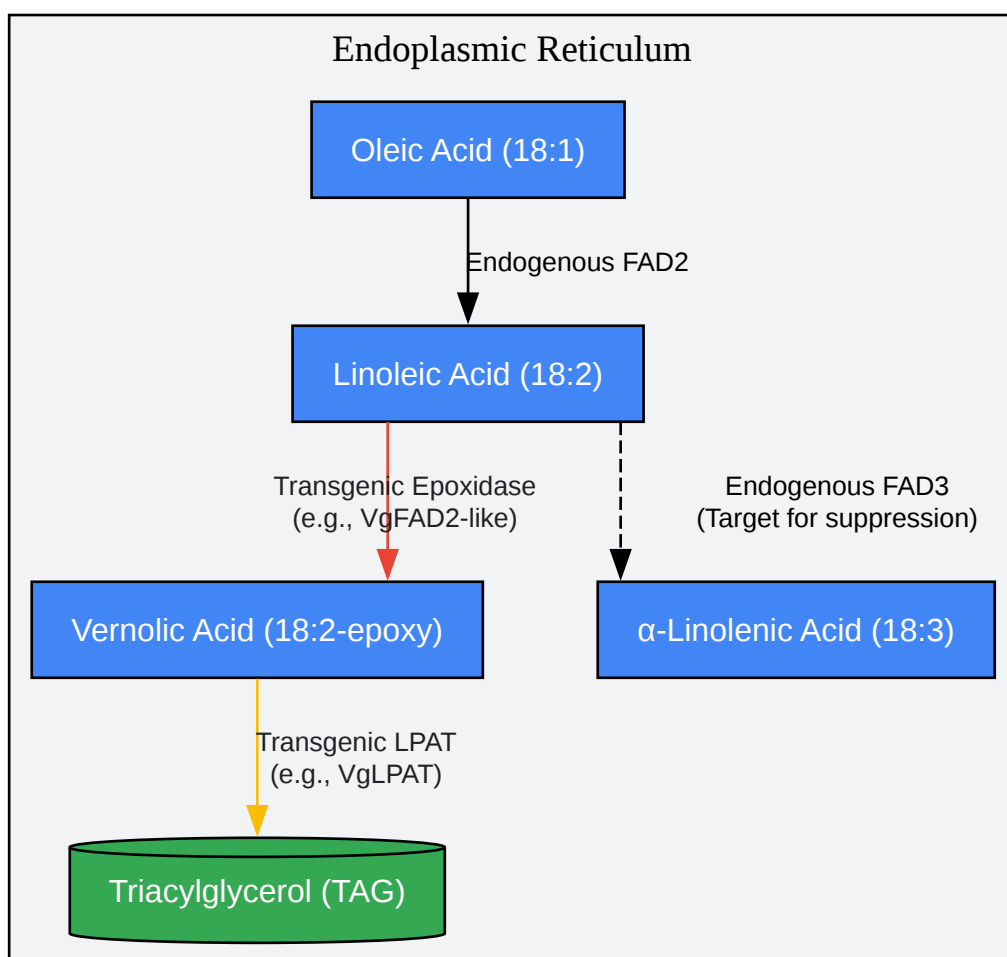 Endoplasmic Reticulum
Oleic Acid (18:1)
Endogenous FAD2
Linoleic Acid (18:2)
Transgenic Epoxidase
(e.g., VgFAD2-like)
Endogenous FAD3
(Target for suppression)
Vernolic Acid (18:2-epoxy)
α-Linolenic Acid (18:3)
Transgenic LPAT
(e.g., VgLPAT)
Triacylglycerol (TAG)